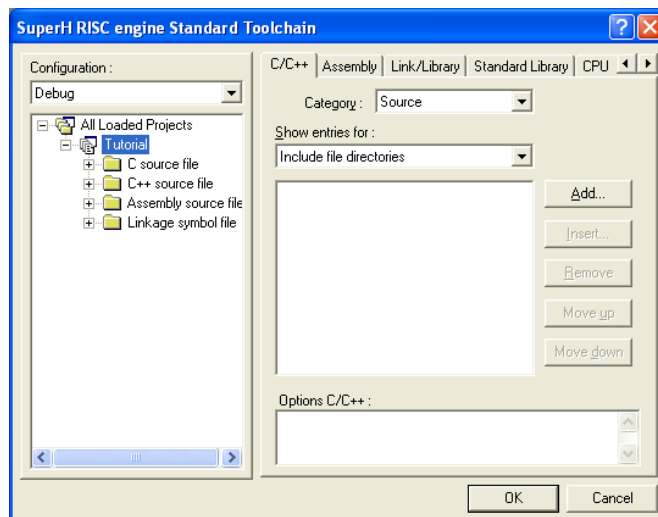 SuperH RISC engine Standard Toolchain
Configuration :
Debug
All Loaded Projects
Tutorial
C source file
C++ source file
Assembly source file
Linkage symbol file
C/C++
Assembly
Link/Library
Standard Library
CPU
Category :
Source
Show entries for :
Include file directories
Add...
Insert...
Remove
Move up
Move down
Options C/C++ :
OK
Cancel